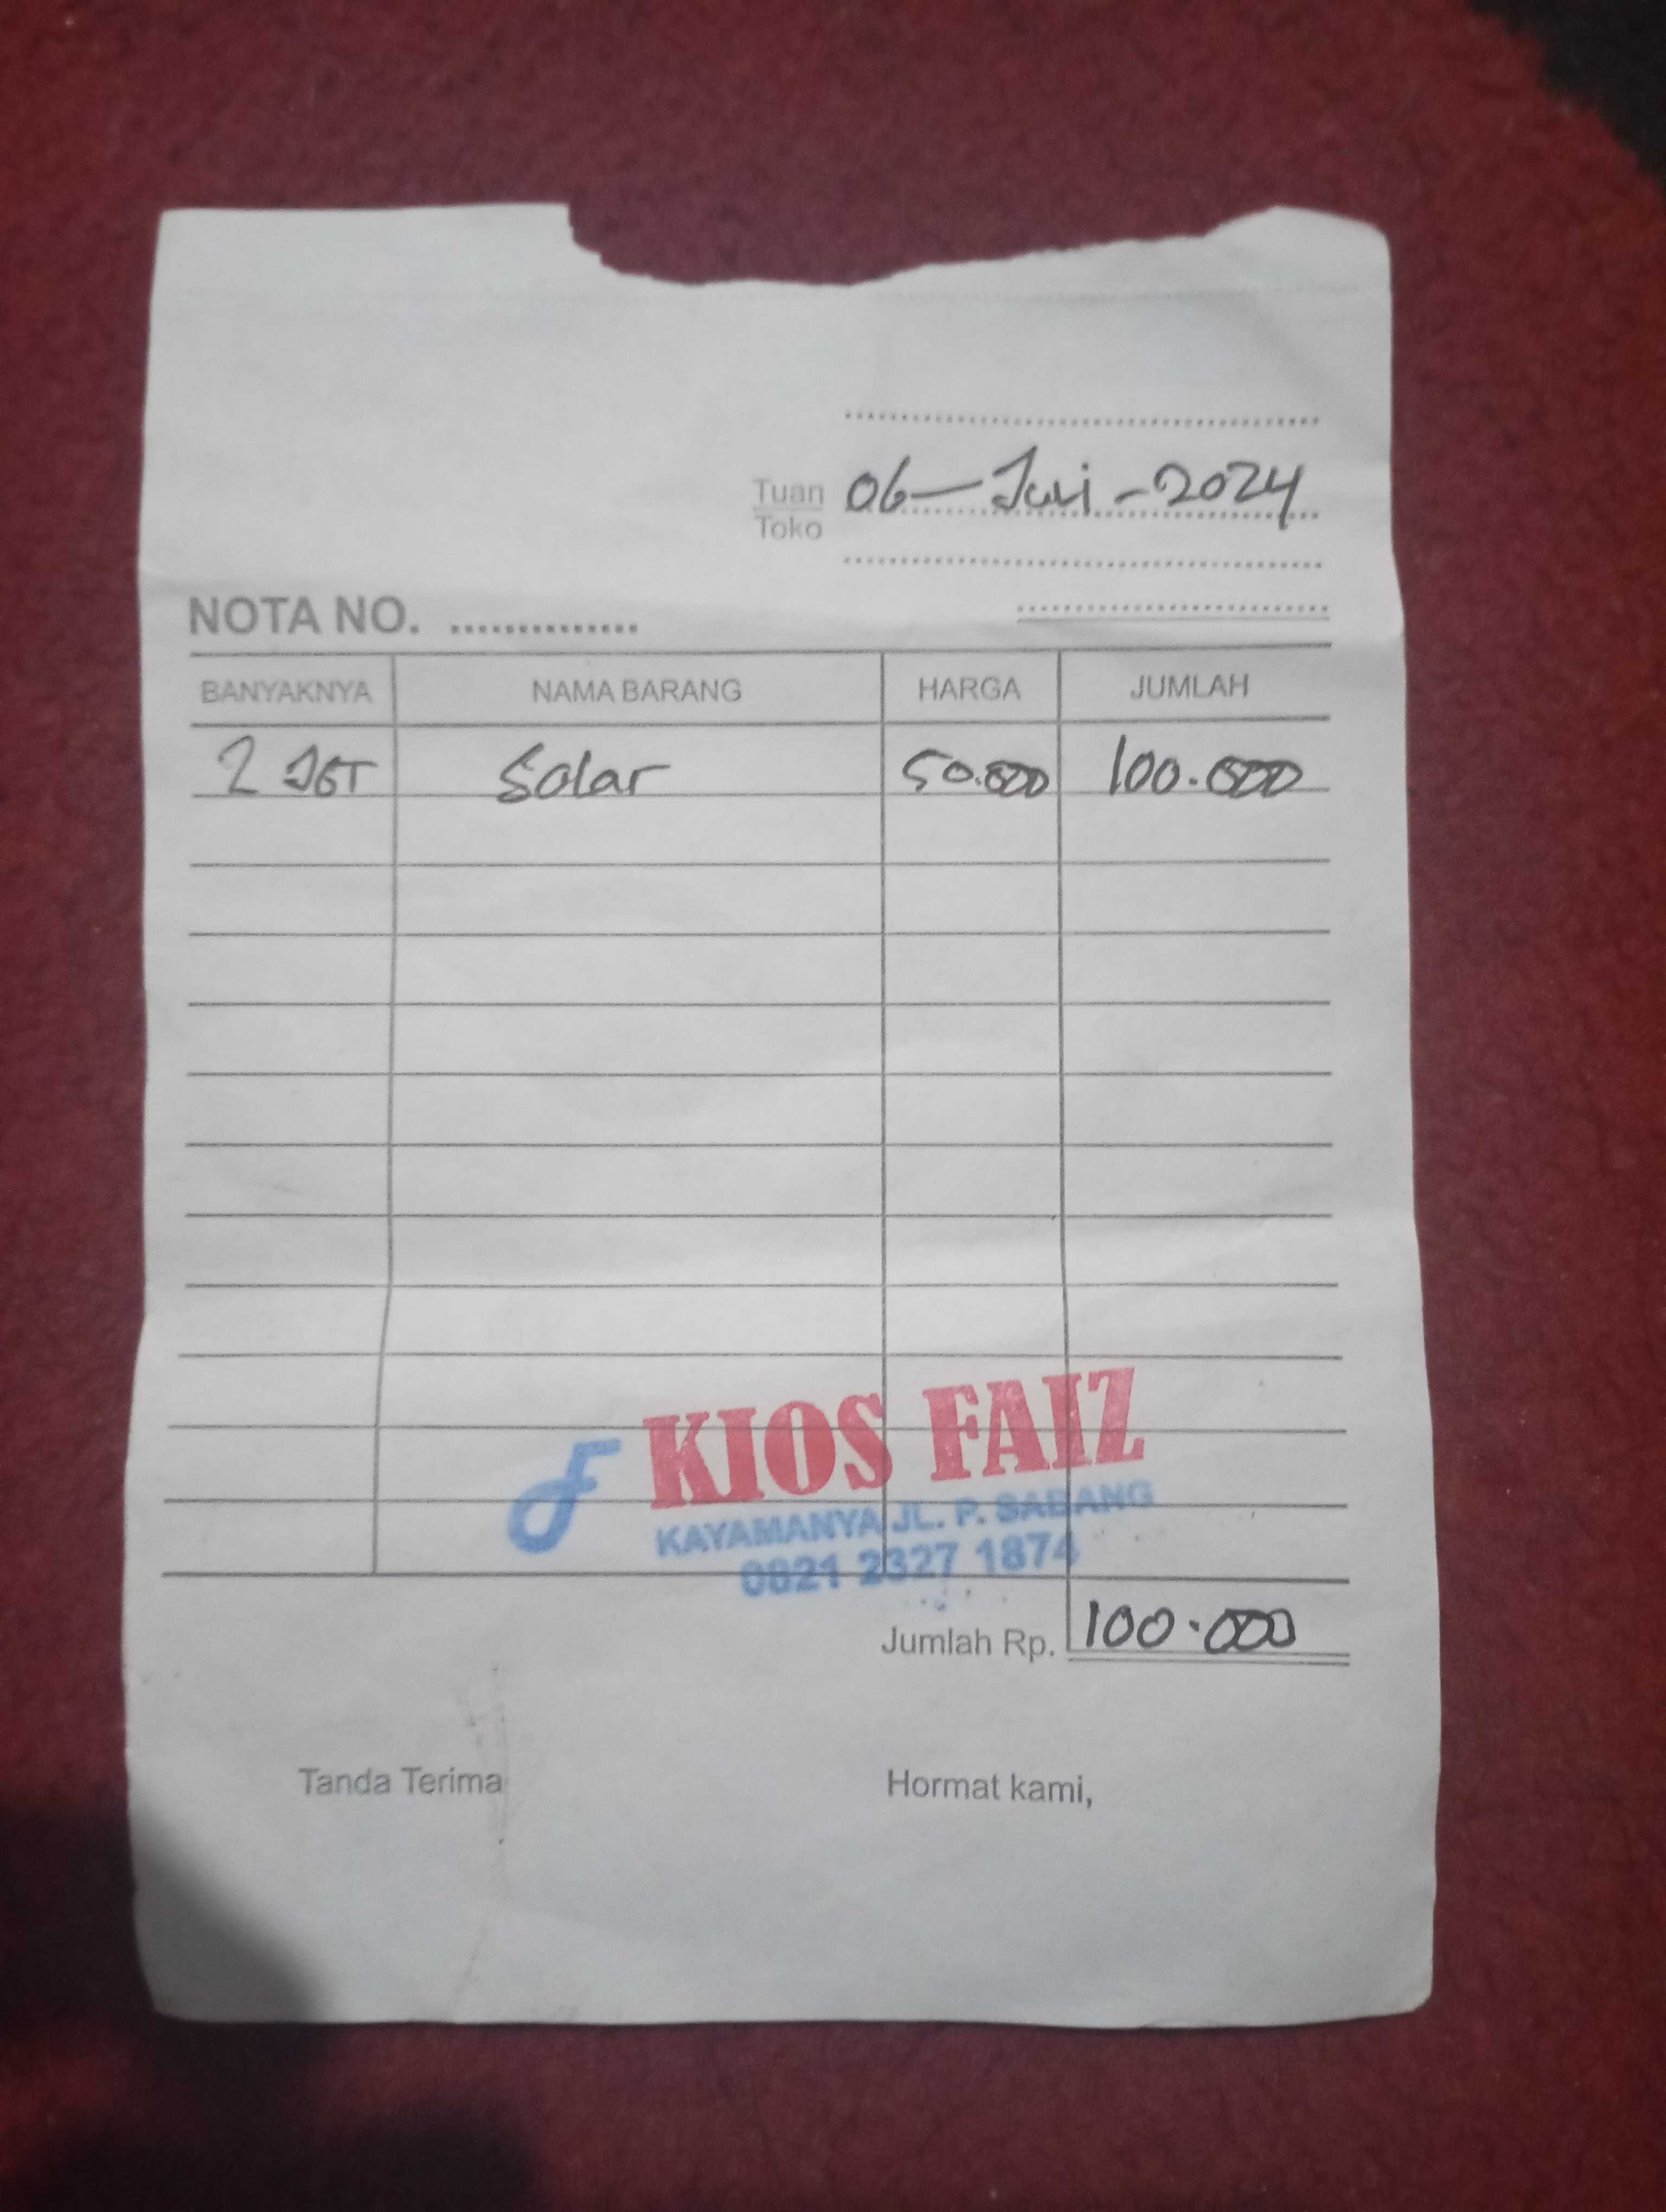 Tuan
Toko
06-Juli-2024
NOTA NO. ..............
BANYAKNYA NAMA BARANG HARGA JUMLAH
2 JGT Solar 50.000 100.000
KIOS FAIZ
KAYAMANYA JL. P. SABANG
0821 2327 1874
Jumlah Rp. 100.000
Tanda Terima Hormat kami,